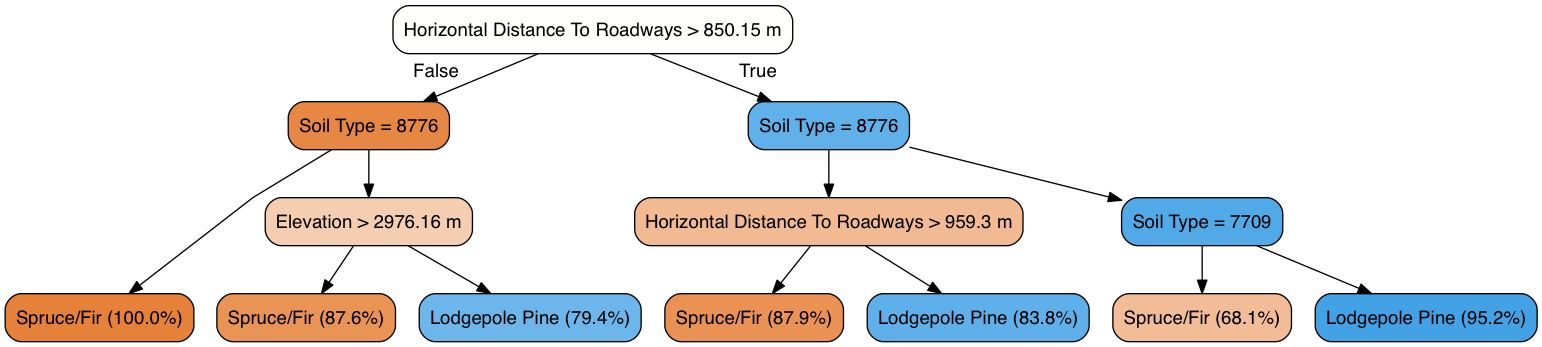 Horizontal Distance To Roadways > 850.15 m
False
True
Soil Type = 8776
Soil Type = 8776
Elevation > 2976.16 m
Horizontal Distance To Roadways > 959.3 m
Soil Type = 7709
Spruce/Fir (100.0%)
Spruce/Fir (87.6%)
Lodgepole Pine (79.4%)
Spruce/Fir (87.9%)
Lodgepole Pine (83.8%)
Spruce/Fir (68.1%)
Lodgepole Pine (95.2%)